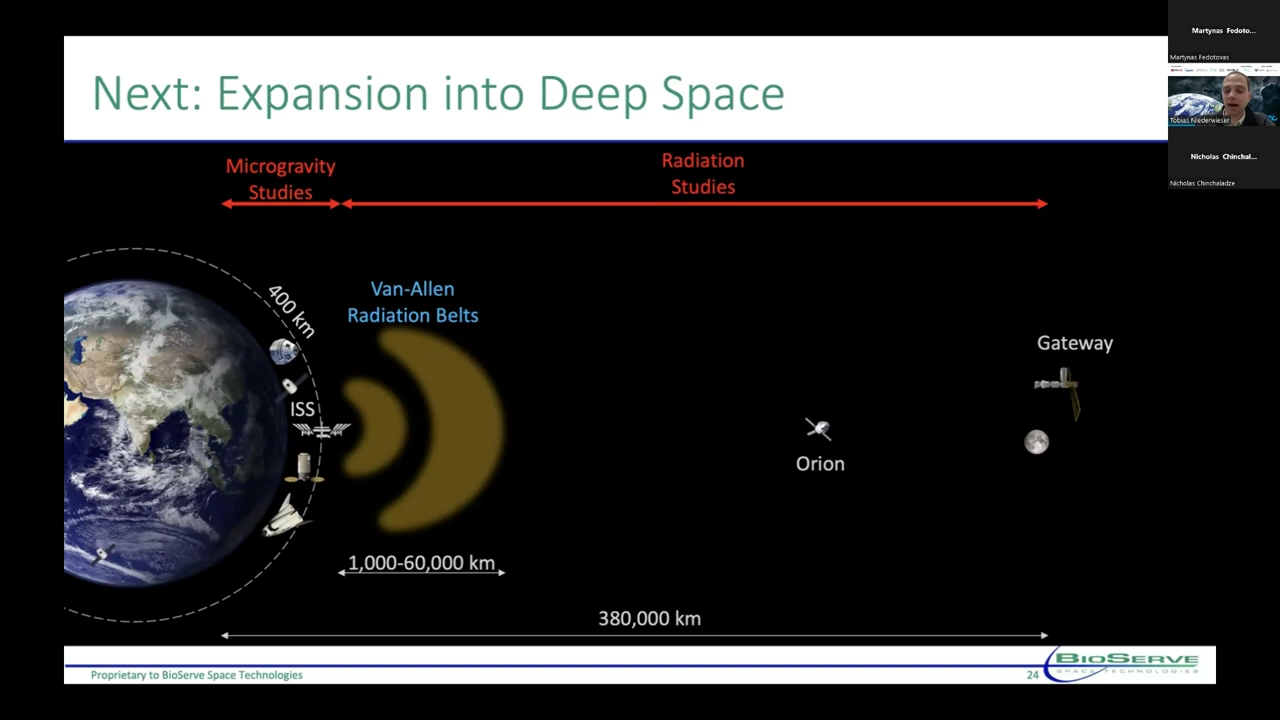 Next: Expansion into Deep Space
Martynas Fedoto...
Martynas Fedotovas
Tobias Niederwieser
Nicholas Chinchal...
Nicholas Chinchaladze
Microgravity
Studies
Radiation
Studies
400 km
Van-Allen
Radiation Belts
ISS
Gateway
Orion
1,000-60,000 km
380,000 km
Proprietary to BioServe Space Technologies
24
BIOSERVE
SPACE TECHNOLOGIES